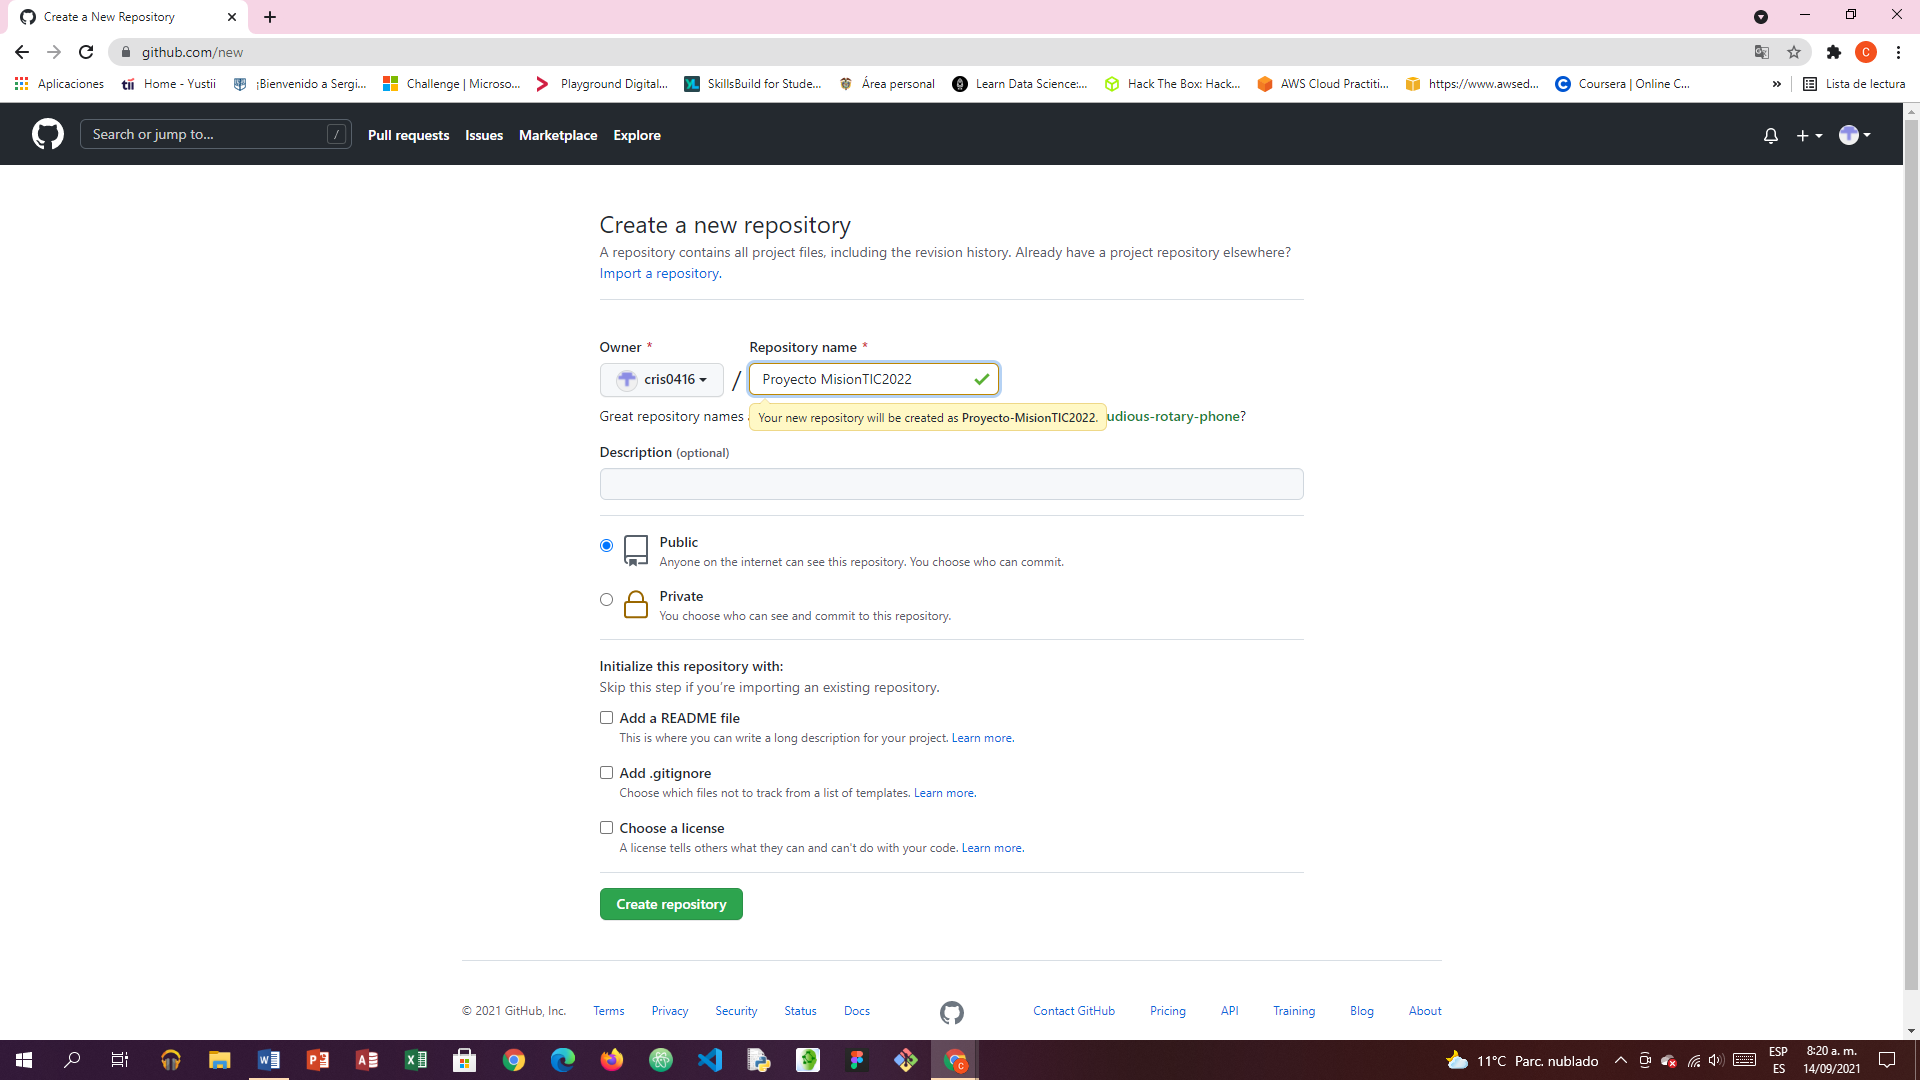 Create a New Repository
github.com/new
Aplicaciones
Home - Yustii
¡Bienvenido a Sergi...
Challenge | Microso...
Playground Digital...
SkillsBuild for Stude...
Área personal
Learn Data Science:...
Hack The Box: Hack...
AWS Cloud Practiti...
https://www.awsed...
Coursera | Online C...
»
Lista de lectura
Search or jump to...
/
Pull requests
Issues
Marketplace
Explore
Create a new repository
A repository contains all project files, including the revision history. Already have a project repository elsewhere?
Import a repository.
Owner *
Repository name *
cris0416
/
Proyecto MisionTIC2022
Great repository names
Your new repository will be created as Proyecto-MisionTIC2022.
udious-rotary-phone?
Description (optional)
Public
Anyone on the internet can see this repository. You choose who can commit.
Private
You choose who can see and commit to this repository.
Initialize this repository with:
Skip this step if you're importing an existing repository.
Add a README file
This is where you can write a long description for your project. Learn more.
Add .gitignore
Choose which files not to track from a list of templates. Learn more.
Choose a license
A license tells others what they can and can't do with your code. Learn more.
Create repository
© 2021 GitHub, Inc.
Terms
Privacy
Security
Status
Docs
Contact GitHub
Pricing
API
Training
Blog
About
11°C Parc. nublado
ESP
ES
8:20 a. m.
14/09/2021